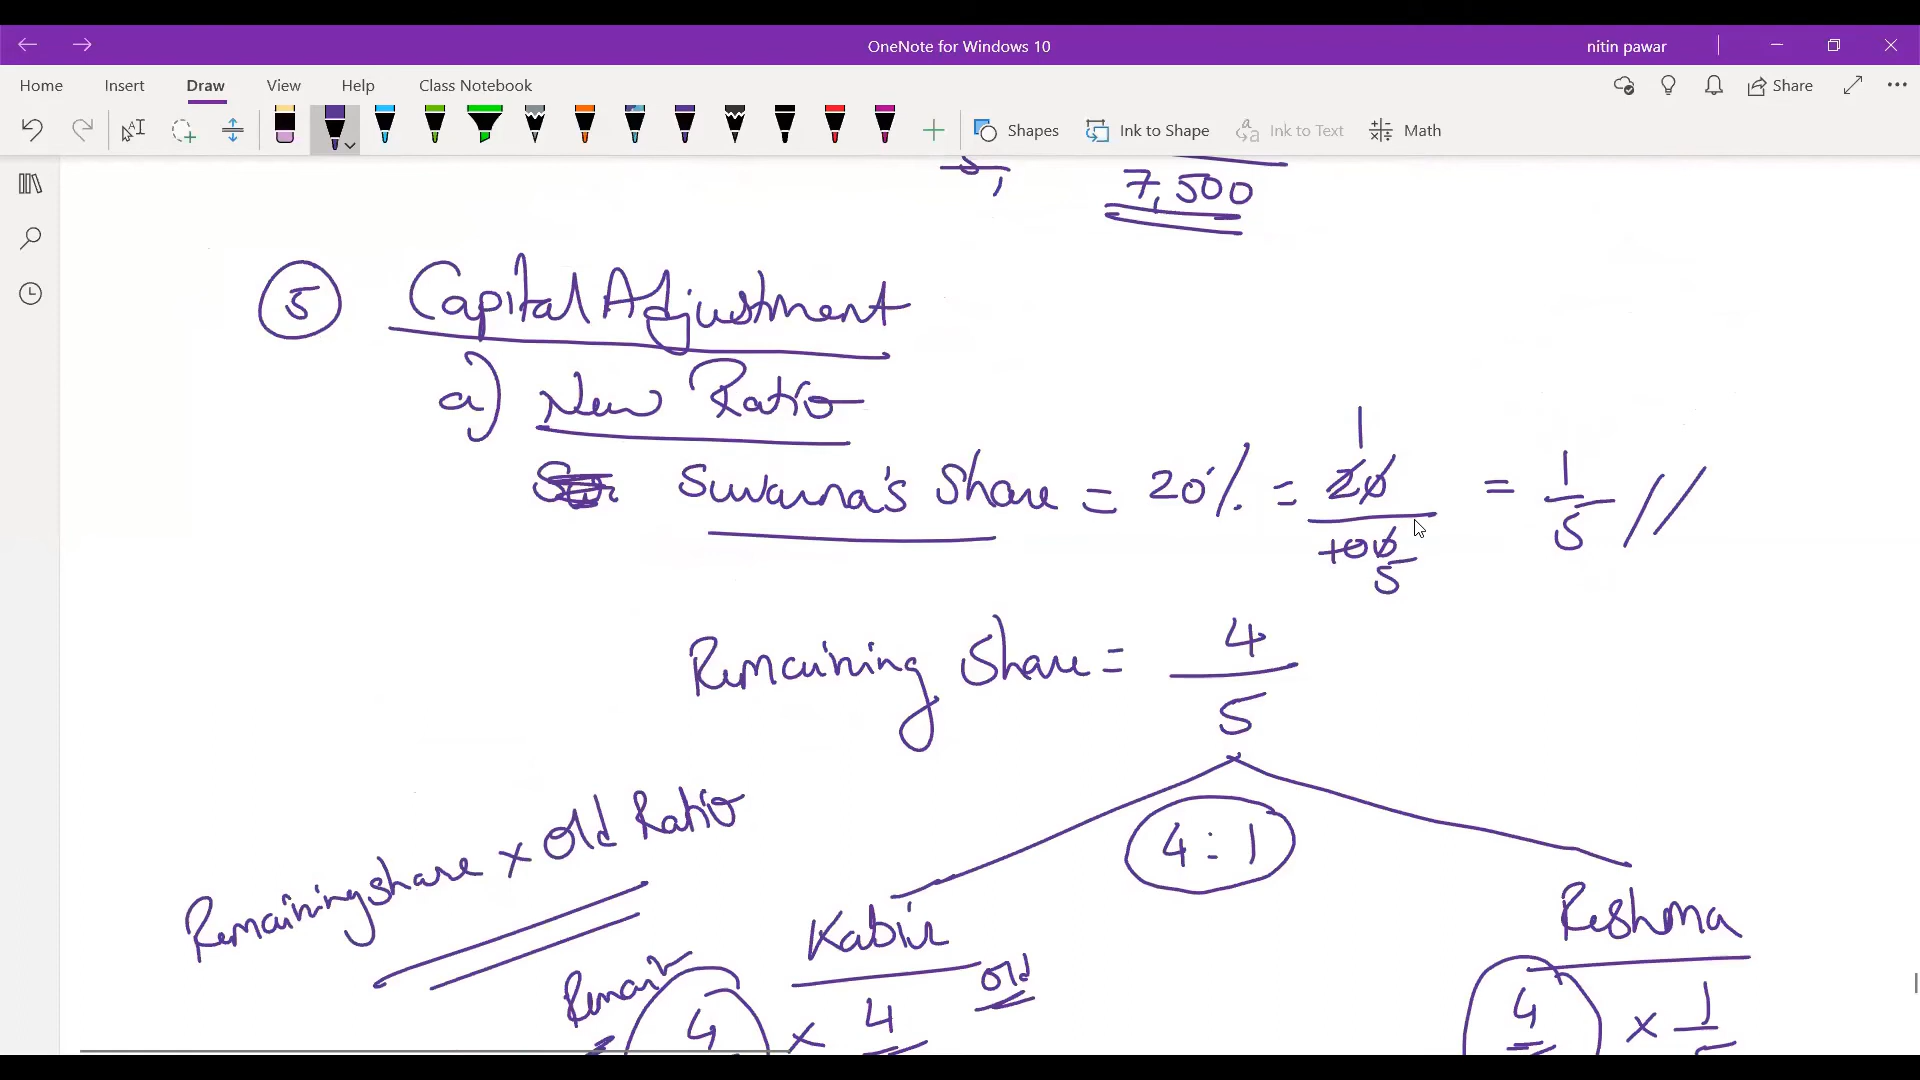 OneNote for Windows 10
nitin pawar
Home Insert Draw View Help Class Notebook
Share
Shapes Ink to Shape Ink to Text Math
7,500
5 Capital Adjustment
a) New Ratio
Suvarna's Share = 20% = 20/100 1 5 = 1/5 //
Remaining Share = 4/5
4 : 1
Remaining share x Old Ratio
Kabir
Reshma
Remain
Old
4 x 4
4 x 1